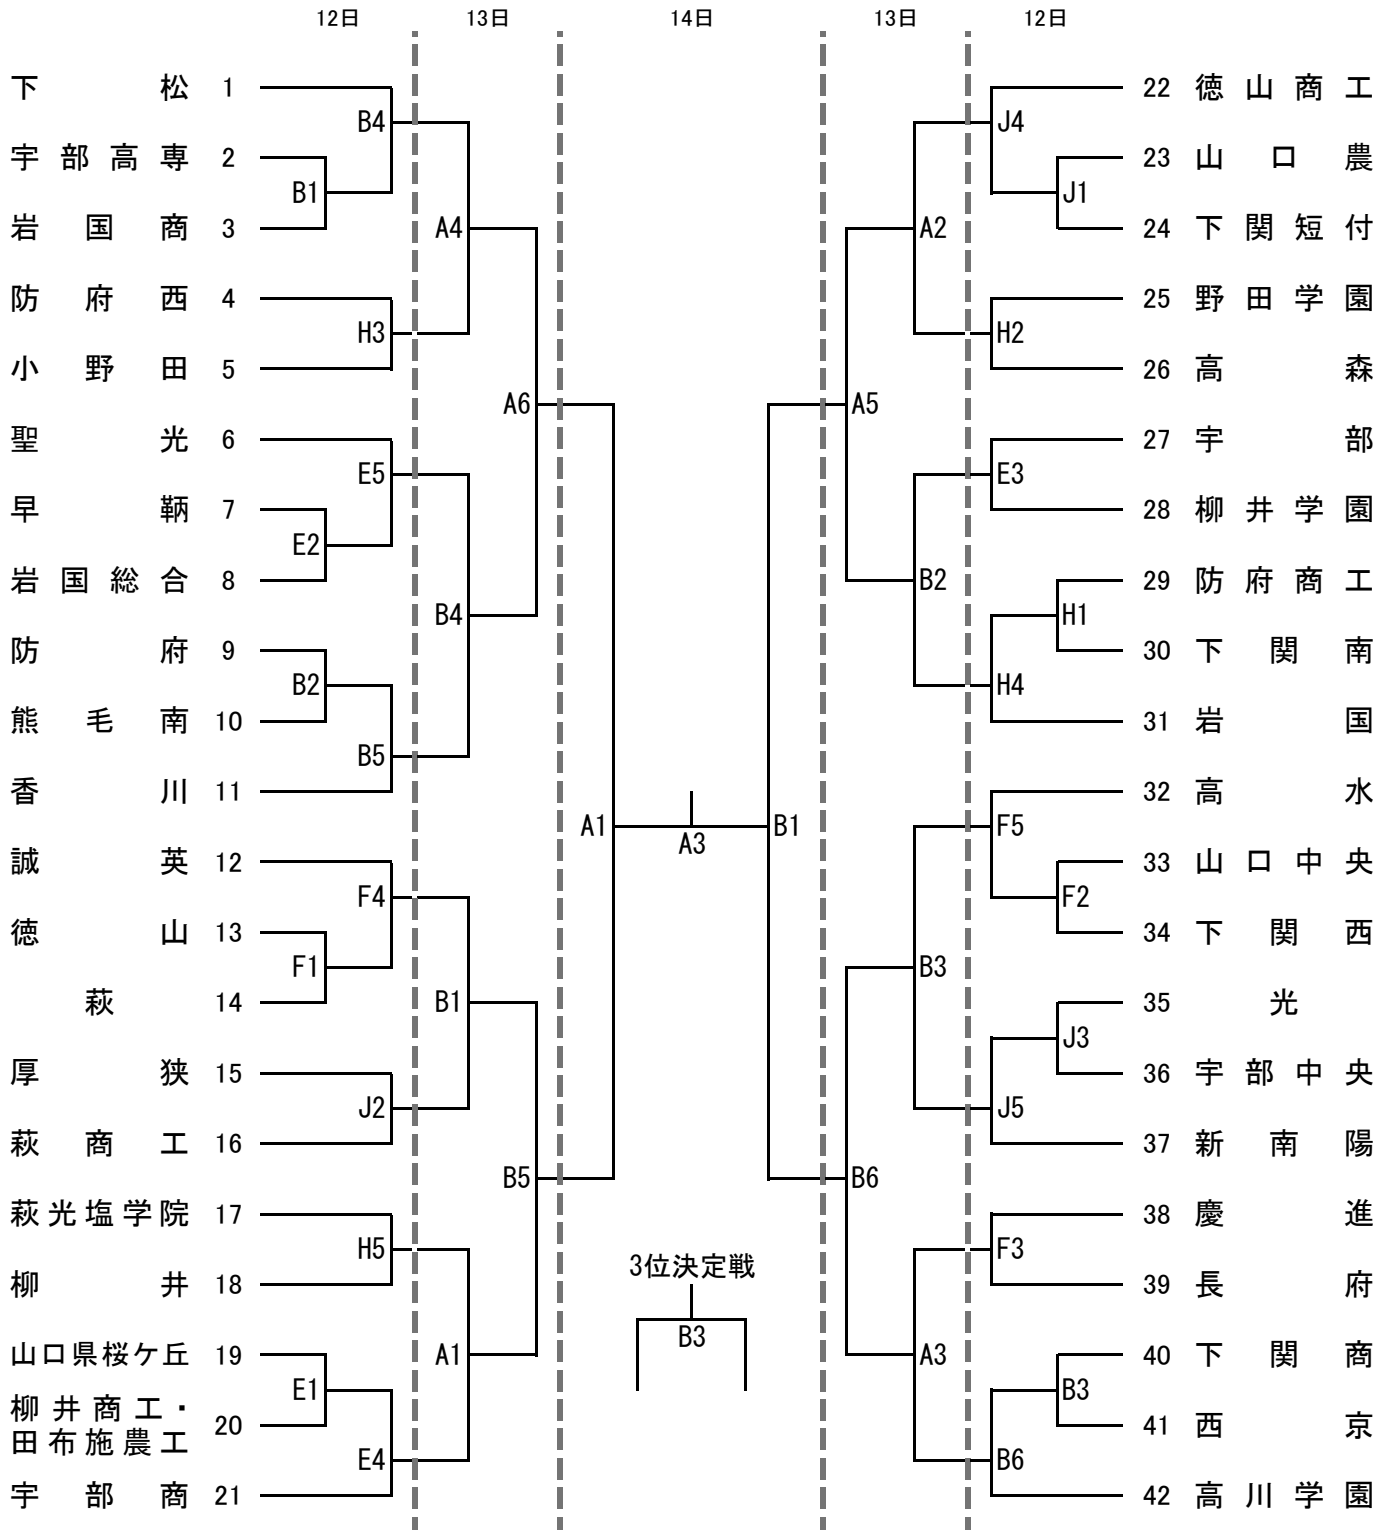 12日 13日 14日 13日 12日
下松 1
B4
宇部高専 2
B1
岩国商 3
A4
防府西 4
H3
小野田 5
A6
聖光 6
E5
早鞆 7
E2
岩国総合 8
B4
防府 9
B2
熊毛南 10
B5
香川 11
A1
誠英 12
F4
徳山 13
F1
萩 14
B1
厚狭 15
J2
萩商工 16
B5
萩光塩学院 17
H5
柳井 18
山口県桜ケ丘 19
A1
E1
柳井商工・
田布施農工 20
E4
宇部商 21
A3
3位決定戦
B3
22 徳山商工
J4
23 山口農
J1
24 下関短付
A2
25 野田学園
H2
26 高森
A5
27 宇部
E3
28 柳井学園
29 防府商工
B2
H1
30 下関南
H4
31 岩国
32 高水
B1
F5
33 山口中央
F2
34 下関西
B3
35 光
J3
36 宇部中央
J5
37 新南陽
B6
38 慶進
F3
39 長府
A3
40 下関商
B3
41 西京
B6
42 高川学園